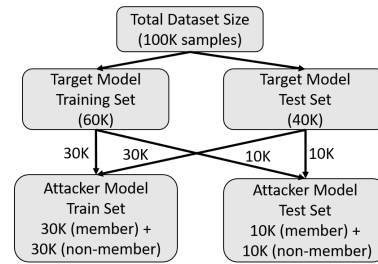 Total Dataset Size
(100K samples)
Target Model
Training Set
(60K)
Target Model
Test Set
(40K)
30K
30K
10K
10K
Attacker Model
Train Set
30K (member) +
30K (non-member)
Attacker Model
Test Set
10K (member) +
10K (non-member)